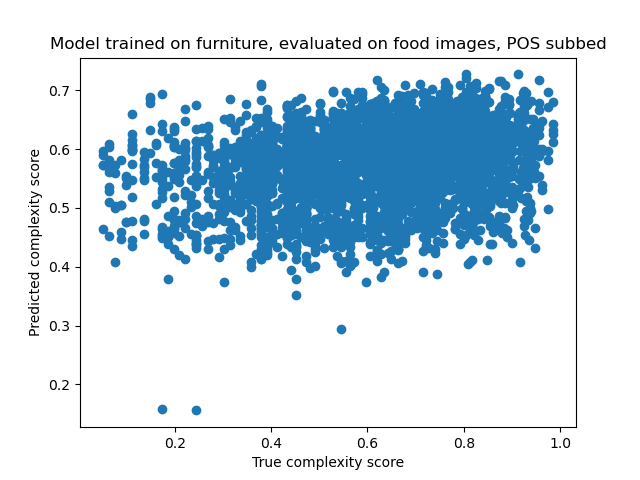 Model trained on furniture, evaluated on food images, POS subbed
0.7
0.6
0.5
0.4
0.3
0.2
Predicted complexity score
0.2 0.4 0.6 0.8 1.0
True complexity score